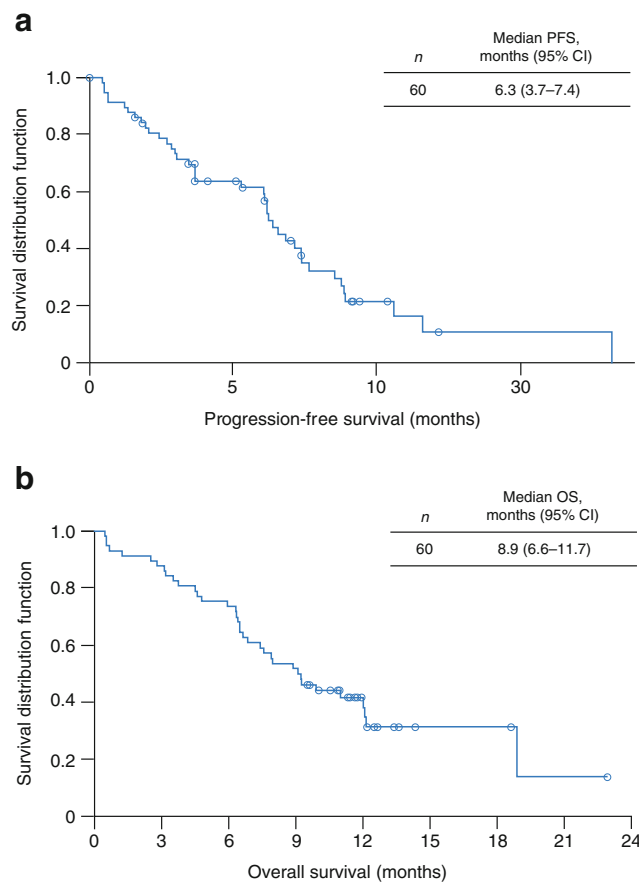 a
Median PFS,
n months (95% CI)
60 6.3 (3.7–7.4)
1.0
0.8
0.6
0.4
0.2
0
Survival distribution function
0 5 10 30
Progression-free survival (months)
b
Median OS,
n months (95% CI)
60 8.9 (6.6–11.7)
1.0
0.8
0.6
0.4
0.2
0
Survival distribution function
0 3 6 9 12 15 18 21 24
Overall survival (months)